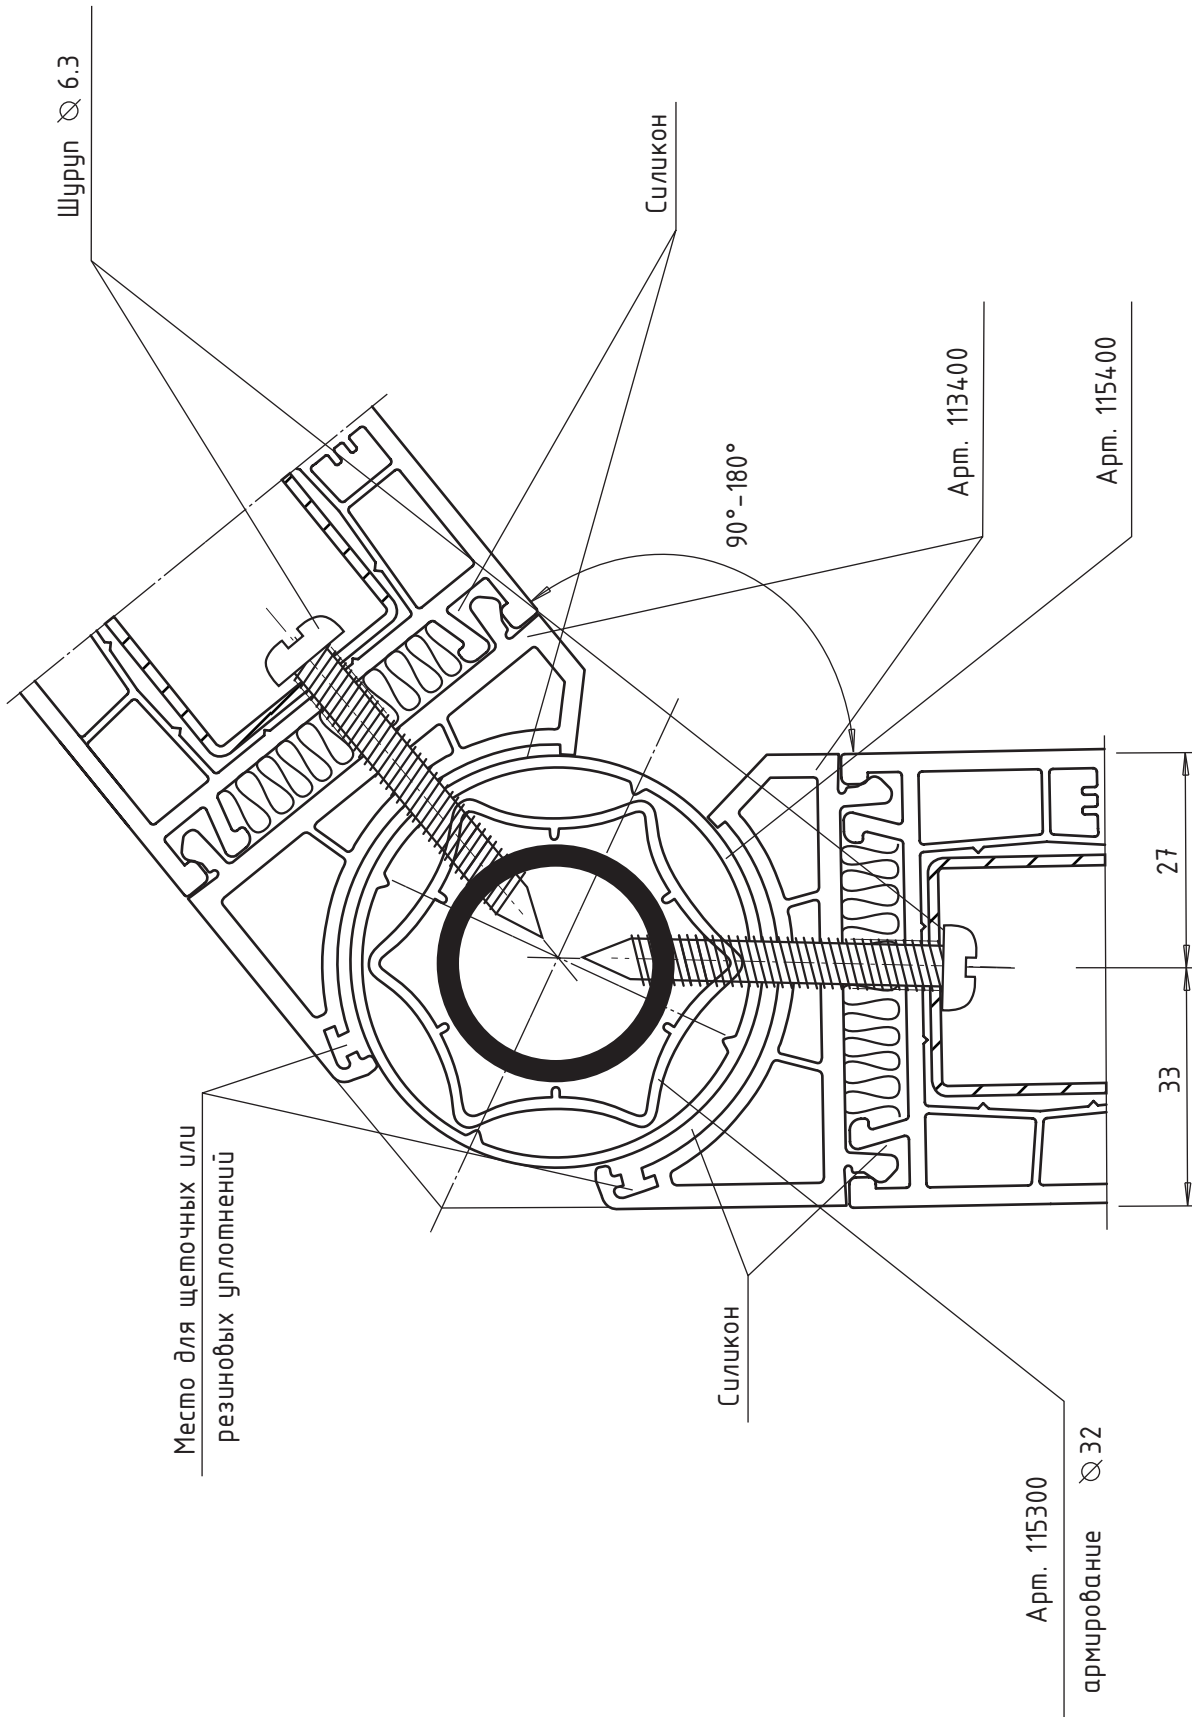 Шуруп ⌀ 6.3
Силикон
90°-180°
Арт. 113400
Арт. 115400
Место для щеточных или
резиновых уплотнений
Силикон
Арт. 115300
армирование ⌀ 32
33
27